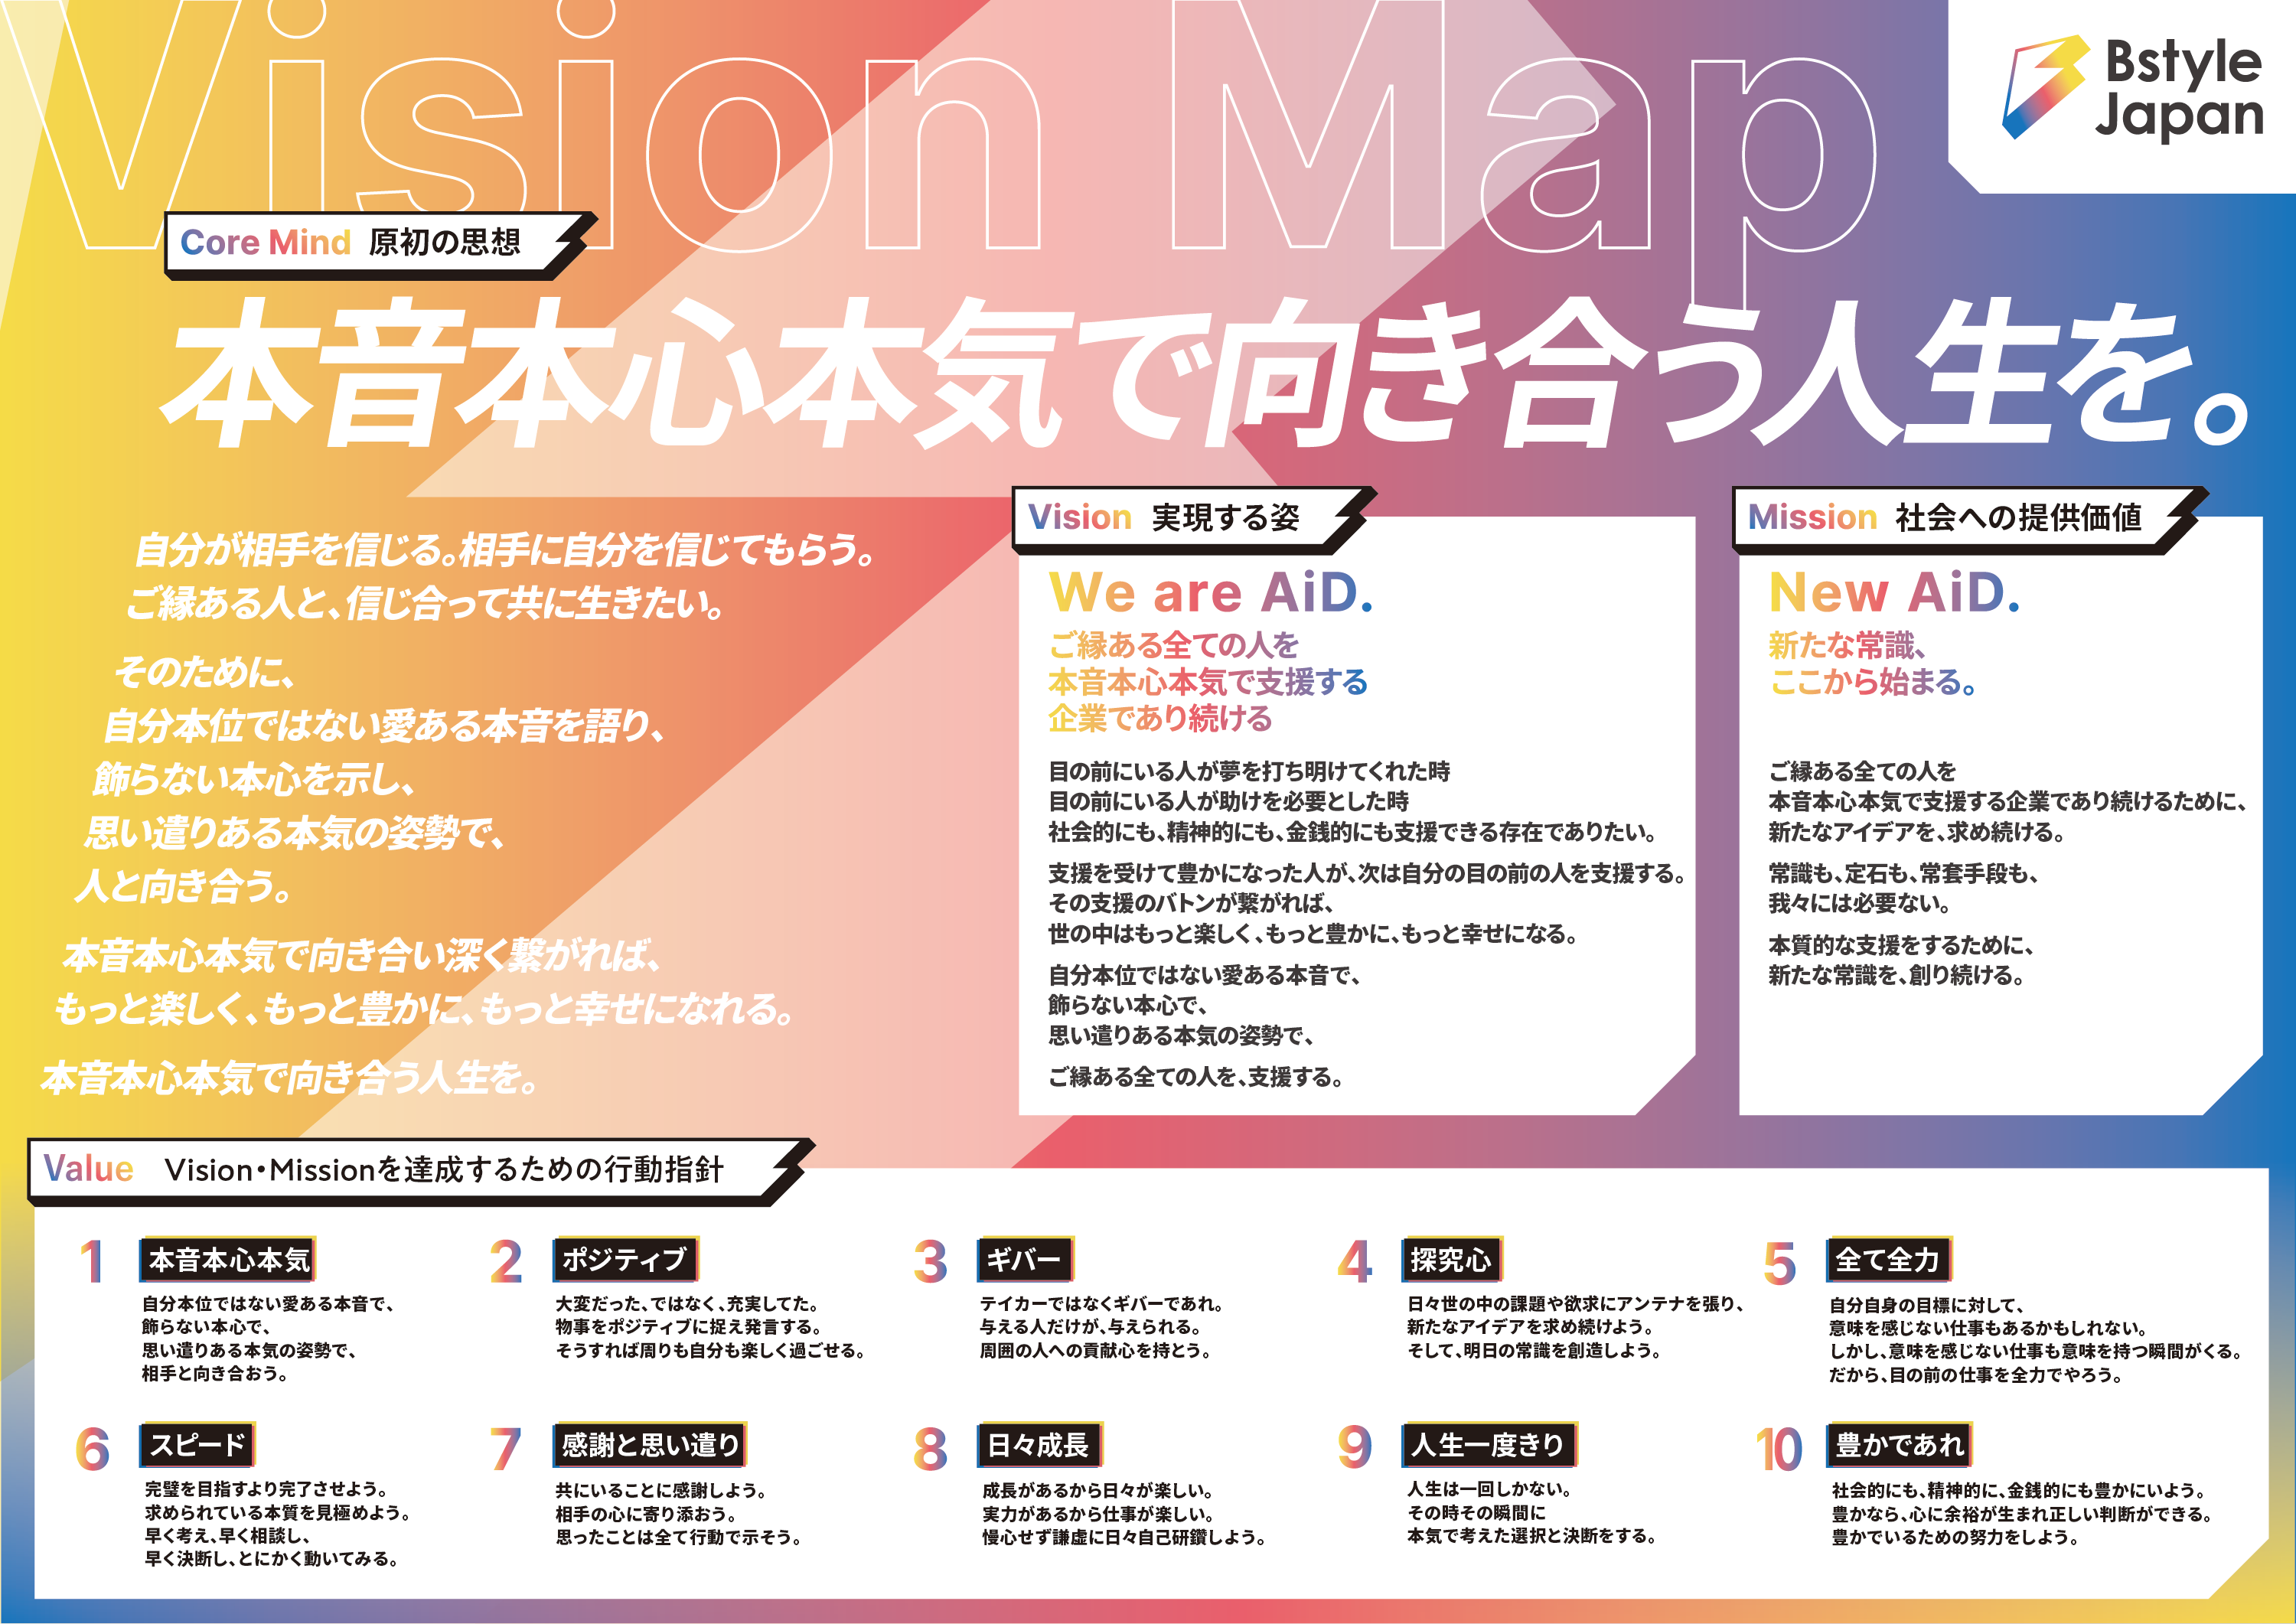 Vision Map
Bstyle
Japan
Core Mind 原初の思想
本音本心本気で向き合う人生を。
自分が相手を信じる。相手に自分を信じてもらう。
ご縁ある人と、信じ合って共に生きたい。
そのために、
自分本位ではない愛ある本音を語り、
飾らない本心を示し、
思い遣りある本気の姿勢で、
人と向き合う。
本音本心本気で向き合い深く繋がれば、
もっと楽しく、もっと豊かに、もっと幸せになれる。
本音本心本気で向き合う人生を。
Vision 実現する姿
We are AiD.
ご縁ある全ての人を
本音本心本気で支援する
企業であり続ける
目の前にいる人が夢を打ち明けてくれた時
目の前にいる人が助けを必要とした時
社会的にも、精神的にも、金銭的にも支援できる存在でありたい。
支援を受けて豊かになった人が、次は自分の目の前の人を支援する。
その支援のバトンが繋がれば、
世の中はもっと楽しく、もっと豊かに、もっと幸せになる。
自分本位ではない愛ある本音で、
飾らない本心で、
思い遣りある本気の姿勢で、
ご縁ある全ての人を、支援する。
Mission 社会への提供価値
New AiD.
新たな常識、
ここから始まる。
ご縁ある全ての人を
本音本心本気で支援する企業であり続けるために、
新たなアイデアを、求め続ける。
常識も、定石も、常套手段も、
我々には必要ない。
本質的な支援をするために、
新たな常識を、創り続ける。
Value Vision・Missionを達成するための行動指針
1 本音本心本気
自分本位ではない愛ある本音で、
飾らない本心で、
思い遣りある本気の姿勢で、
相手と向き合おう。
2 ポジティブ
大変だった、ではなく、充実してた。
物事をポジティブに捉え発言する。
そうすれば周りも自分も楽しく過ごせる。
3 ギバー
テイカーではなくギバーであれ。
与える人だけが、与えられる。
周囲の人への貢献心を持とう。
4 探究心
日々世の中の課題や欲求にアンテナを張り、
新たなアイデアを求め続けよう。
そして、明日の常識を創造しよう。
5 全て全力
自分自身の目標に対して、
意味を感じない仕事もあるかもしれない。
しかし、意味を感じない仕事も意味を持つ瞬間がくる。
だから、目の前の仕事を全力でやろう。
6 スピード
完璧を目指すより完了させよう。
求められている本質を見極めよう。
早く考え、早く相談し、
早く決断し、とにかく動いてみる。
7 感謝と思い遣り
共にいることに感謝しよう。
相手の心に寄り添おう。
思ったことは全て行動で示そう。
8 日々成長
成長があるから日々が楽しい。
実力があるから仕事が楽しい。
慢心せず謙虚に日々自己研鑽しよう。
9 人生一度きり
人生は一回しかない。
その時その瞬間に
本気で考えた選択と決断をする。
10 豊かであれ
社会的にも、精神的に、金銭的にも豊かにいよう。
豊かなら、心に余裕が生まれ正しい判断ができる。
豊かでいるための努力をしよう。